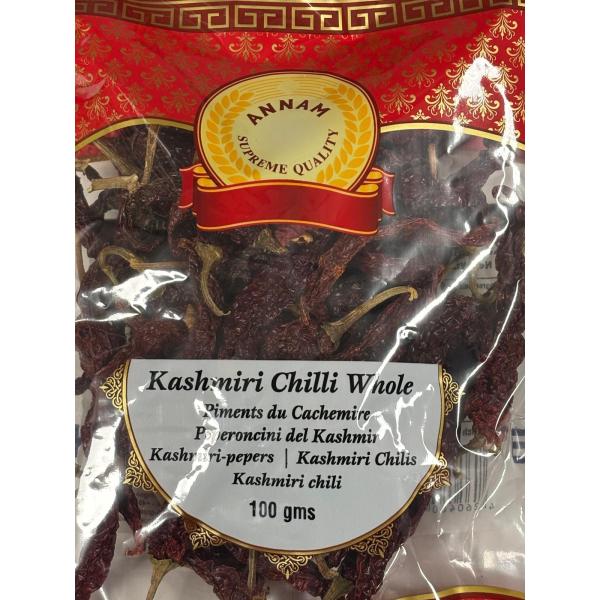 ANNAM
SUPREME QUALITY
Kashmiri Chilli Whole
Piments du Cachemire
Peperoncini del Kashmir
Kashmiri-pepers | Kashmiri Chilis
Kashmiri chili
100 gms